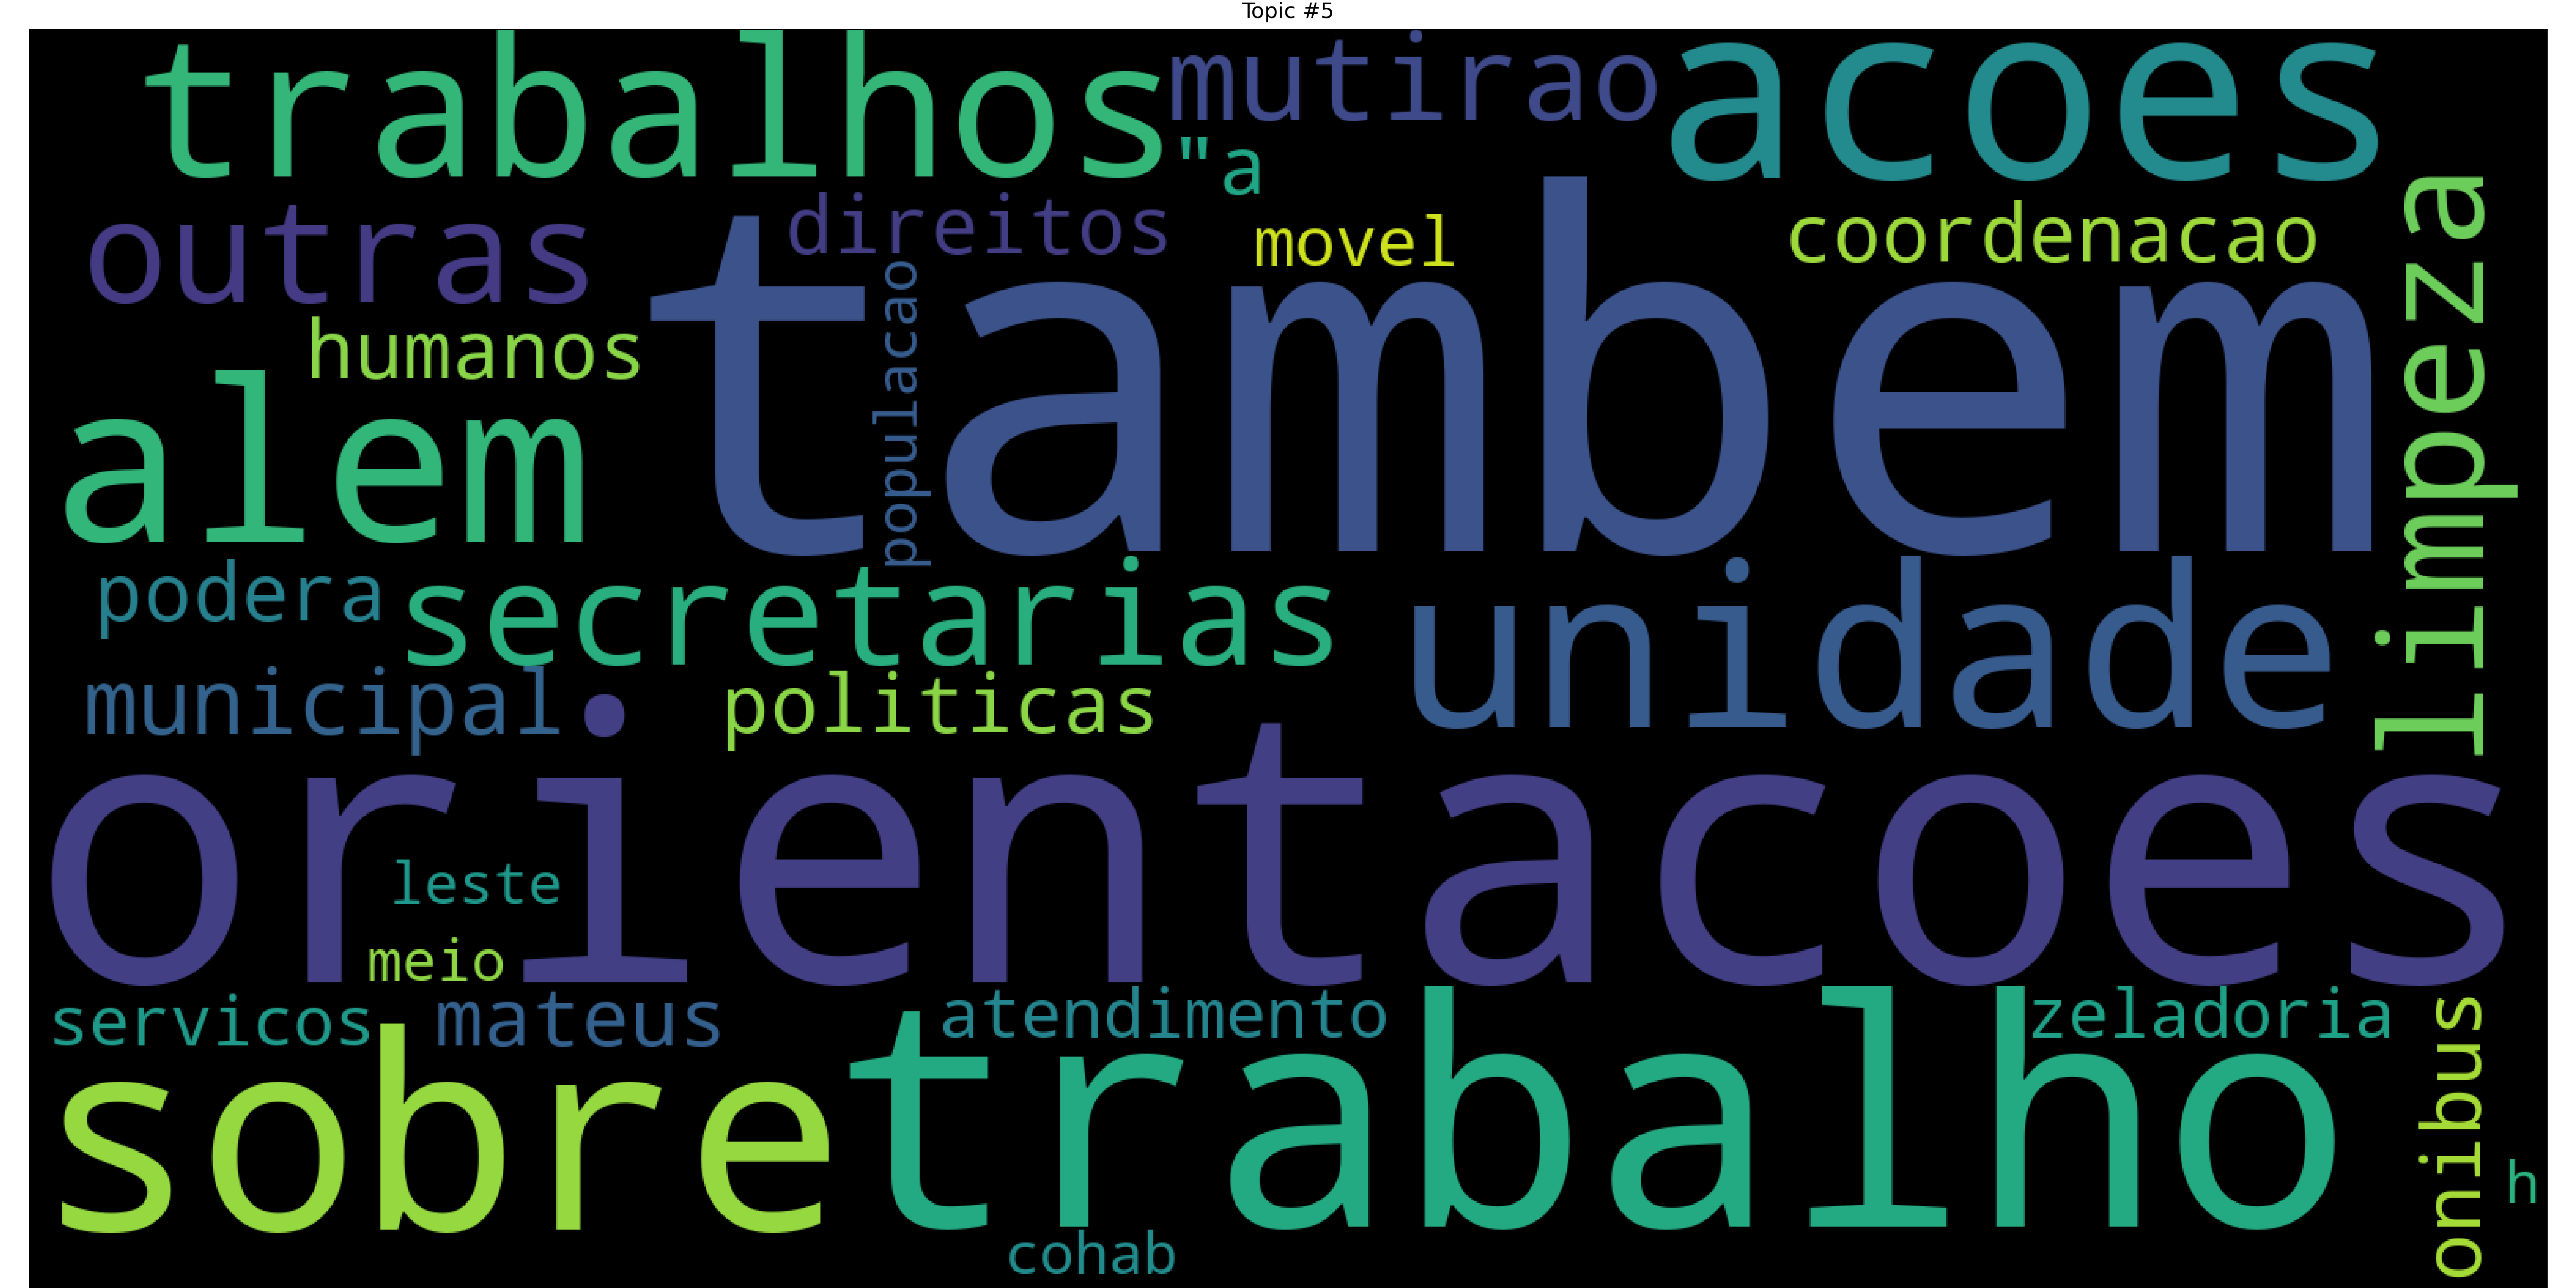 Topic #5
trabalhos
mutirao
acoes
"a
outras
direitos
movel
coordenacao
limpeza
humanos
populacao
tambem
alem
podera
secretarias
unidade
municipal
politicas
orientacoes
leste
meio
servicos
mateus
atendimento
zeladoria
onibus
sobre
trabalho
h
cohab